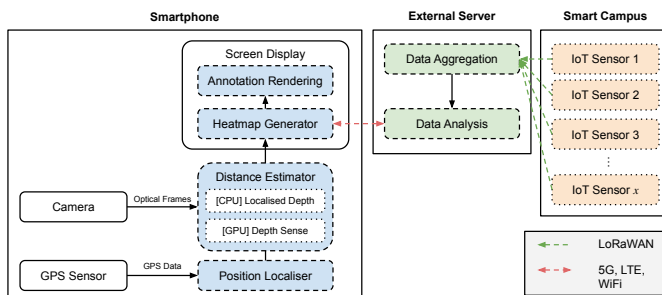 Smartphone
External Server
Smart Campus
Screen Display
Annotation Rendering
Heatmap Generator
Data Aggregation
Data Analysis
IoT Sensor 1
IoT Sensor 2
IoT Sensor 3
⋮
IoT Sensor x
Distance Estimator
[CPU] Localised Depth
[GPU] Depth Sense
Camera
Optical Frames
GPS Sensor
GPS Data
Position Localiser
LoRaWAN
5G, LTE,
WiFi